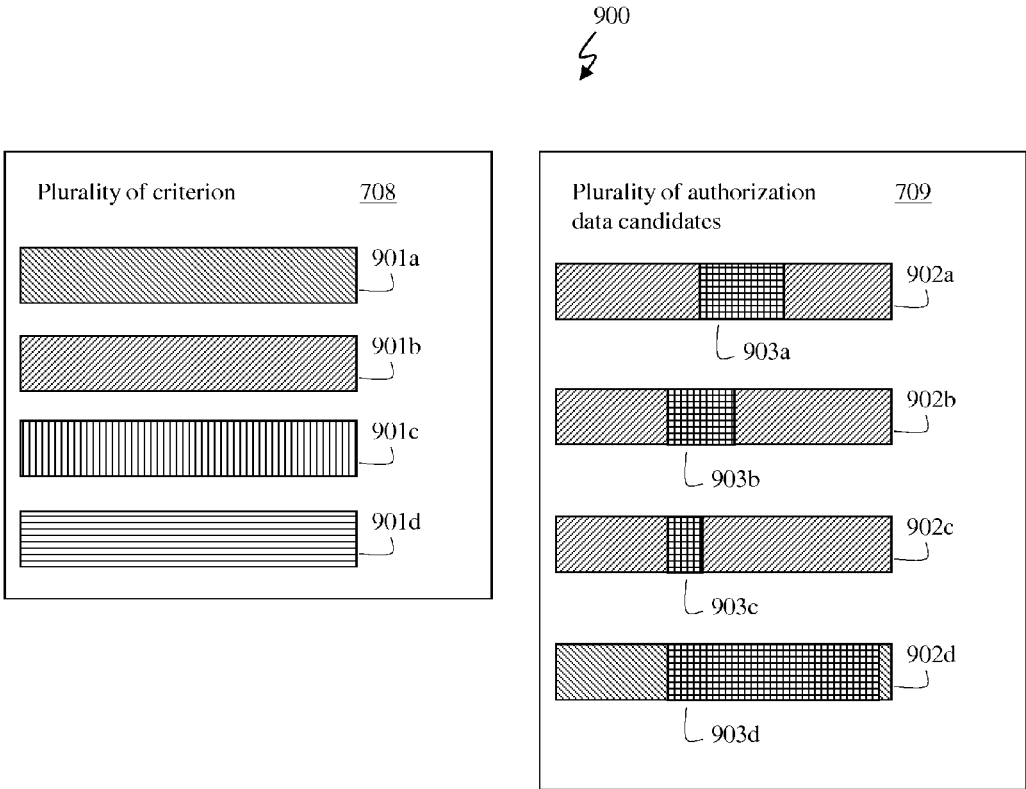 900
Plurality of criterion 708
901a
901b
901c
901d
Plurality of authorization 709
data candidates
902a
903a
902b
903b
902c
903c
902d
903d